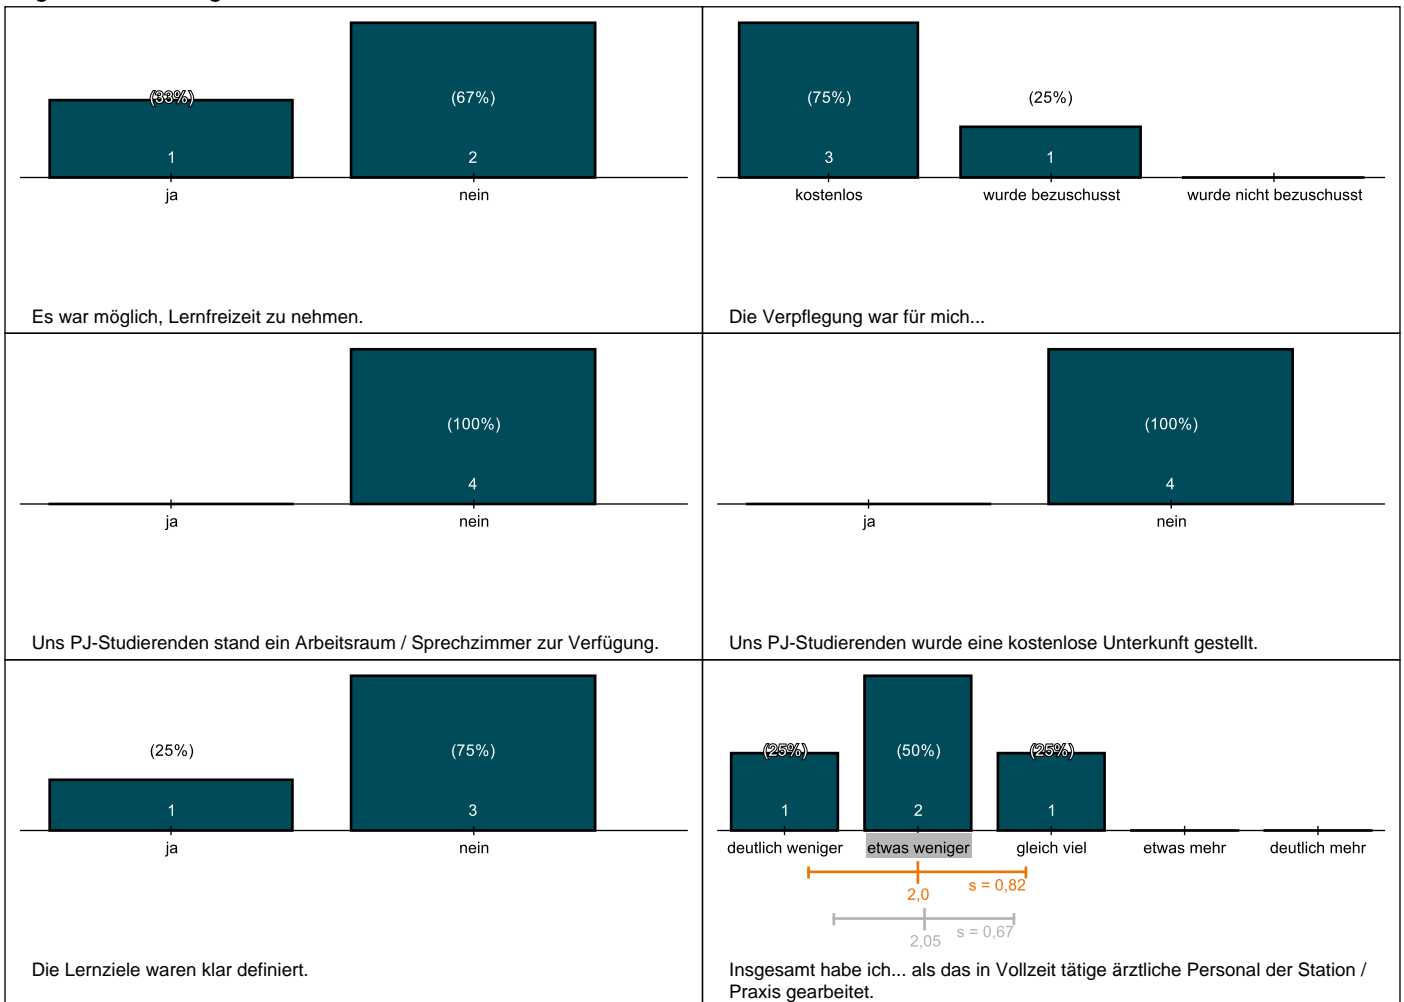 (33%)
(67%)
1
2
ja
nein
Es war möglich, Lernfreizeit zu nehmen.
(75%)
(25%)
3
1
kostenlos
wurde bezuschusst
wurde nicht bezuschusst
Die Verpflegung war für mich...
(100%)
4
ja
nein
Uns PJ-Studierenden stand ein Arbeitsraum / Sprechzimmer zur Verfügung.
(100%)
4
ja
nein
Uns PJ-Studierenden wurde eine kostenlose Unterkunft gestellt.
(25%)
(75%)
1
3
ja
nein
Die Lernziele waren klar definiert.
(25%)
(50%)
(25%)
1
2
1
deutlich weniger
etwas weniger
gleich viel
etwas mehr
deutlich mehr
s = 0,82
2,0
s = 0,67
2,05
Insgesamt habe ich... als das in Vollzeit tätige ärztliche Personal der Station /
Praxis gearbeitet.